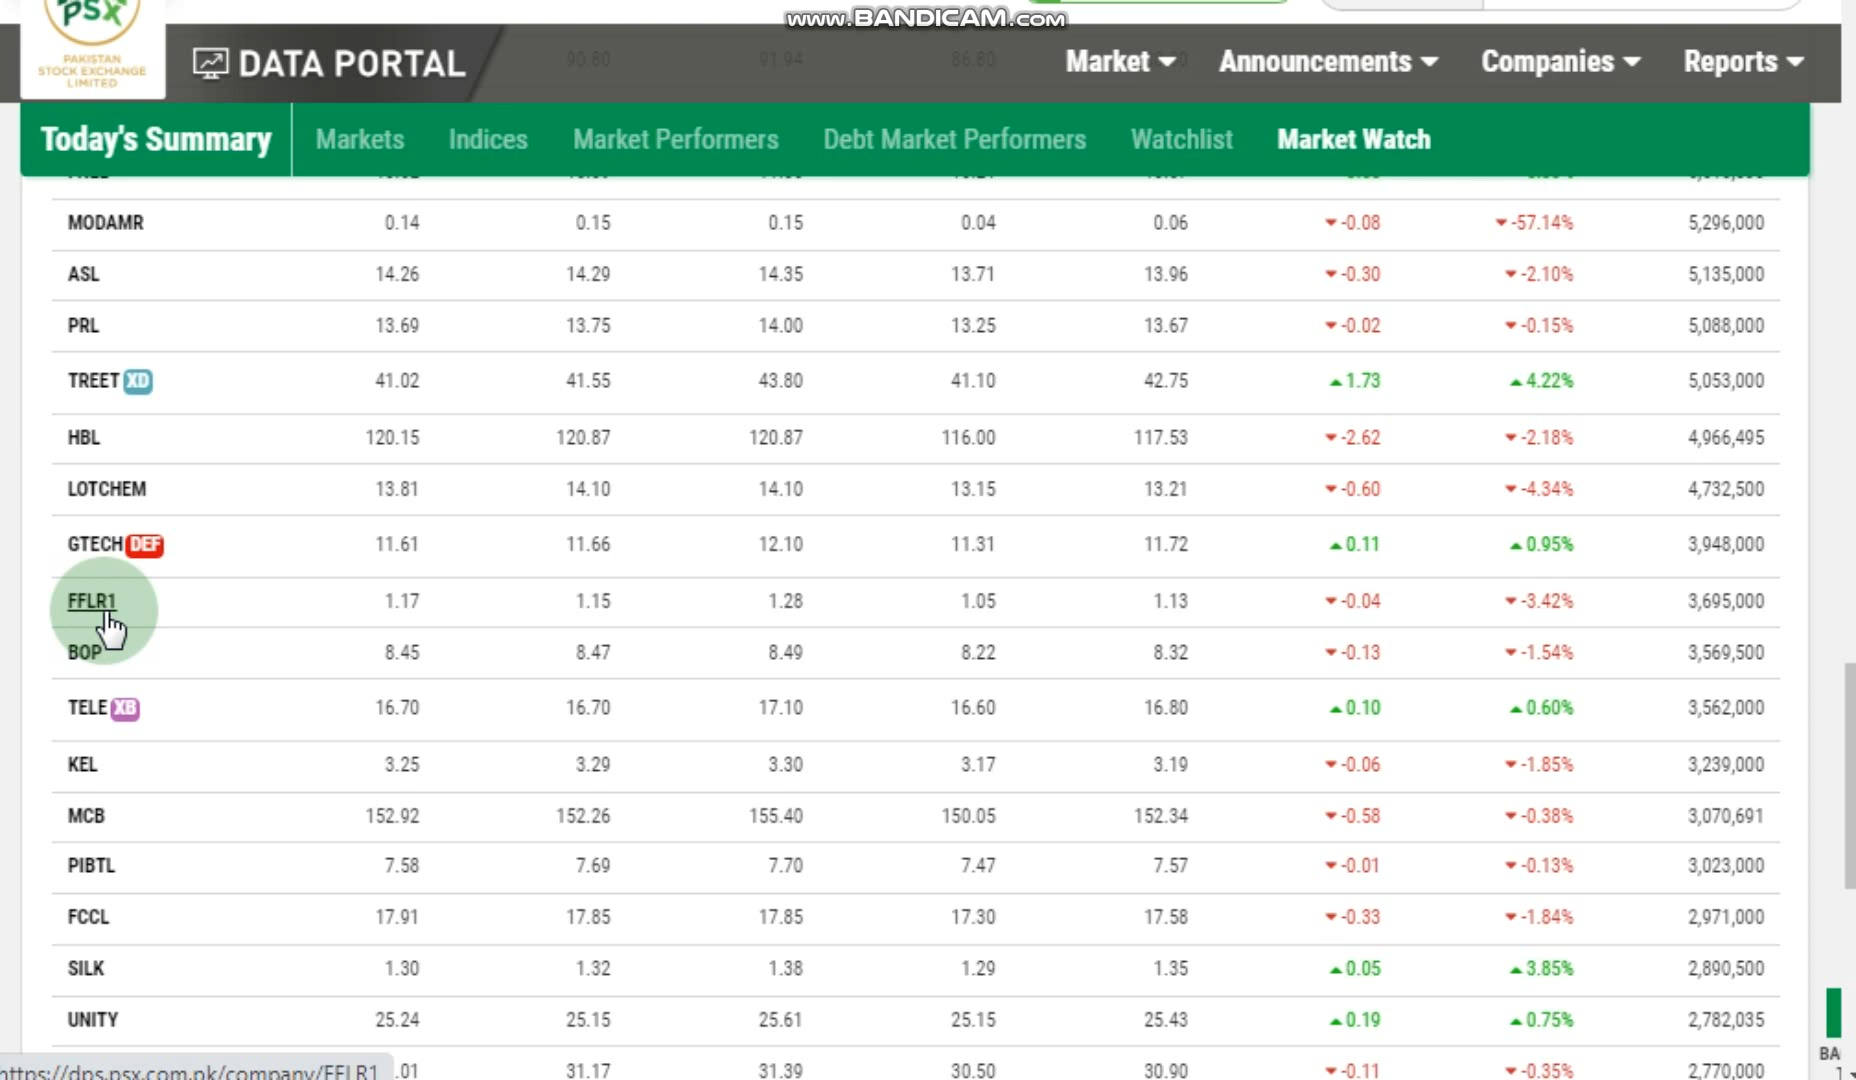 www.BANDICAM.com
PSX
PAKISTAN
STOCK EXCHANGE
LIMITED
DATA PORTAL
90.80 91.94 86.80
Market Announcements Companies Reports
Today's Summary Markets Indices Market Performers Debt Market Performers Watchlist Market Watch
MODAMR 0.14 0.15 0.15 0.04 0.06 -0.08 -57.14% 5,296,000
ASL 14.26 14.29 14.35 13.71 13.96 -0.30 -2.10% 5,135,000
PRL 13.69 13.75 14.00 13.25 13.67 -0.02 -0.15% 5,088,000
TREET XD 41.02 41.55 43.80 41.10 42.75 1.73 4.22% 5,053,000
HBL 120.15 120.87 120.87 116.00 117.53 -2.62 -2.18% 4,966,495
LOTCHEM 13.81 14.10 14.10 13.15 13.21 -0.60 -4.34% 4,732,500
GTECH DEF 11.61 11.66 12.10 11.31 11.72 0.11 0.95% 3,948,000
FFLR1 1.17 1.15 1.28 1.05 1.13 -0.04 -3.42% 3,695,000
BOP 8.45 8.47 8.49 8.22 8.32 -0.13 -1.54% 3,569,500
TELE XB 16.70 16.70 17.10 16.60 16.80 0.10 0.60% 3,562,000
KEL 3.25 3.29 3.30 3.17 3.19 -0.06 -1.85% 3,239,000
MCB 152.92 152.26 155.40 150.05 152.34 -0.58 -0.38% 3,070,691
PIBTL 7.58 7.69 7.70 7.47 7.57 -0.01 -0.13% 3,023,000
FCCL 17.91 17.85 17.85 17.30 17.58 -0.33 -1.84% 2,971,000
SILK 1.30 1.32 1.38 1.29 1.35 0.05 3.85% 2,890,500
UNITY 25.24 25.15 25.61 25.15 25.43 0.19 0.75% 2,782,035
.01 31.17 31.39 30.50 30.90 -0.11 -0.35% 2,770,000
https://dps.psx.com.pk/company/FFLR1
BA